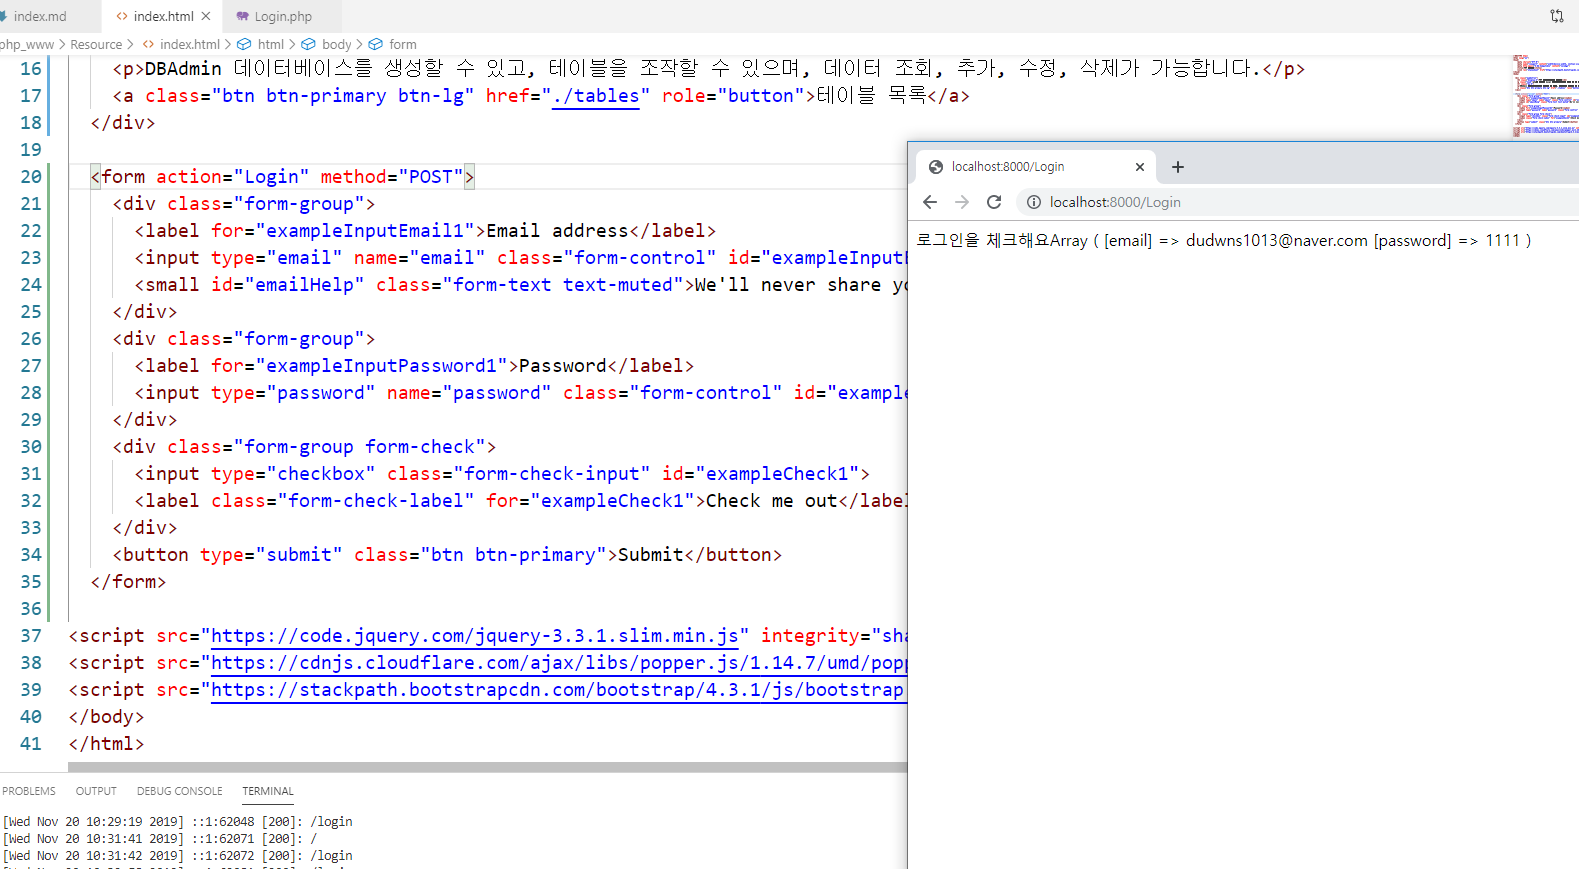 index.md
index.html
Login.php
php_www > Resource > index.html > html > body > form
16 <p>DBAdmin 데이터베이스를 생성할 수 있고, 테이블을 조작할 수 있으며, 데이터 조회, 추가, 수정, 삭제가 가능합니다.</p>
17 <a class="btn btn-primary btn-lg" href="./tables" role="button">테이블 목록</a>
18 </div>
19
20 <form action="Login" method="POST">
21 <div class="form-group">
22 <label for="exampleInputEmail1">Email address</label>
23 <input type="email" name="email" class="form-control" id="exampleInputE
24 <small id="emailHelp" class="form-text text-muted">We'll never share yo
25 </div>
26 <div class="form-group">
27 <label for="exampleInputPassword1">Password</label>
28 <input type="password" name="password" class="form-control" id="example
29 </div>
30 <div class="form-group form-check">
31 <input type="checkbox" class="form-check-input" id="exampleCheck1">
32 <label class="form-check-label" for="exampleCheck1">Check me out</label
33 </div>
34 <button type="submit" class="btn btn-primary">Submit</button>
35 </form>
36
37 <script src="https://code.jquery.com/jquery-3.3.1.slim.min.js" integrity="sha
38 <script src="https://cdnjs.cloudflare.com/ajax/libs/popper.js/1.14.7/umd/popp
39 <script src="https://stackpath.bootstrapcdn.com/bootstrap/4.3.1/js/bootstrap
40 </body>
41 </html>
localhost:8000/Login
localhost:8000/Login
로그인을 체크해요Array ( [email] => dudwns1013@naver.com [password] => 1111 )
PROBLEMS OUTPUT DEBUG CONSOLE TERMINAL
[Wed Nov 20 10:29:19 2019] ::1:62048 [200]: /login
[Wed Nov 20 10:31:41 2019] ::1:62071 [200]: /
[Wed Nov 20 10:31:42 2019] ::1:62072 [200]: /login